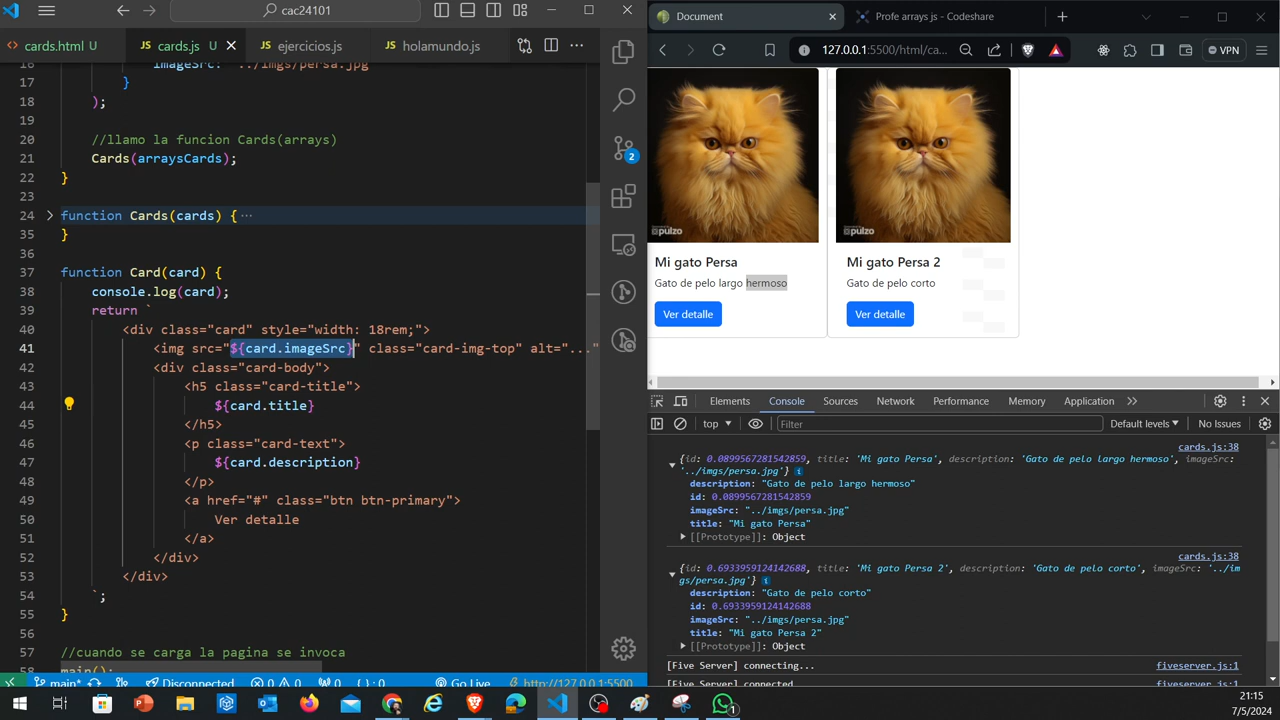 cac24101
cards.html U
JS cards.js U
JS ejercicios.js
JS holamundo.js
16 imageSrc: "../imgs/persa.jpg
17 }
18 );
19
20 //llamo la funcion Cards(arrays)
21 Cards(arraysCards);
22 }
23
24 function Cards(cards) { ...
35 }
36
37 function Card(card) {
38 console.log(card);
39 return `
40 <div class="card" style="width: 18rem;">
41 <img src="${card.imageSrc}" class="card-img-top" alt="..."
42 <div class="card-body">
43 <h5 class="card-title">
44 ${card.title}
45 </h5>
46 <p class="card-text">
47 ${card.description}
48 </p>
49 <a href="#" class="btn btn-primary">
50 Ver detalle
51 </a>
52 </div>
53 </div>
54 `;
55 }
56
57 //cuando se carga la pagina se invoca
58 main();
2
main*
Disconnected
0 0
0
{ : 0
Go Live
http://127.0.0.1:5500
Document
Profe arrays js - Codeshare
127.0.0.1:5500/html/ca...
VPN
pulzo
pulzo
Mi gato Persa
Gato de pelo largo hermoso
Ver detalle
Mi gato Persa 2
Gato de pelo corto
Ver detalle
Elements Console Sources Network Performance Memory Application
top
Filter
Default levels
No Issues
cards.js:38
{id: 0.0899567281542859, title: 'Mi gato Persa', description: 'Gato de pelo largo hermoso', imageSrc:
'../imgs/persa.jpg'}
description: "Gato de pelo largo hermoso"
id: 0.0899567281542859
imageSrc: "../imgs/persa.jpg"
title: "Mi gato Persa"
[[Prototype]]: Object
cards.js:38
{id: 0.6933959124142688, title: 'Mi gato Persa 2', description: 'Gato de pelo corto', imageSrc: '../im
gs/persa.jpg'}
description: "Gato de pelo corto"
id: 0.6933959124142688
imageSrc: "../imgs/persa.jpg"
title: "Mi gato Persa 2"
[[Prototype]]: Object
[Five Server] connecting...
fiveserver.js:1
[Five Server] connected
fiveserver.js:1
1
21:15
7/5/2024